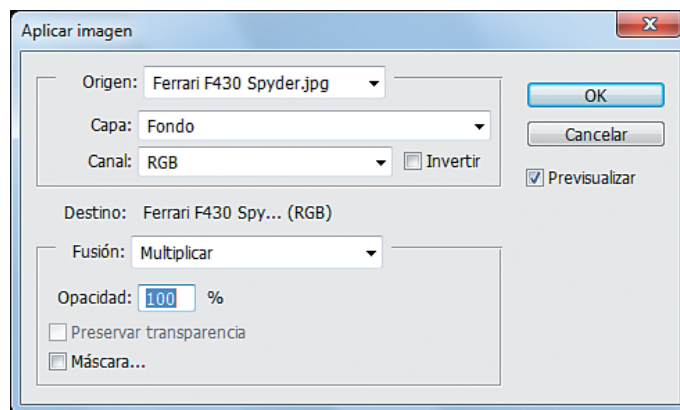 Aplicar imagen
Origen: Ferrari F430 Spyder.jpg
OK
Capa: Fondo
Cancelar
Canal: RGB Invertir
Previsualizar
Destino: Ferrari F430 Spy... (RGB)
Fusión: Multiplicar
Opacidad: 100 %
Preservar transparencia
Máscara...